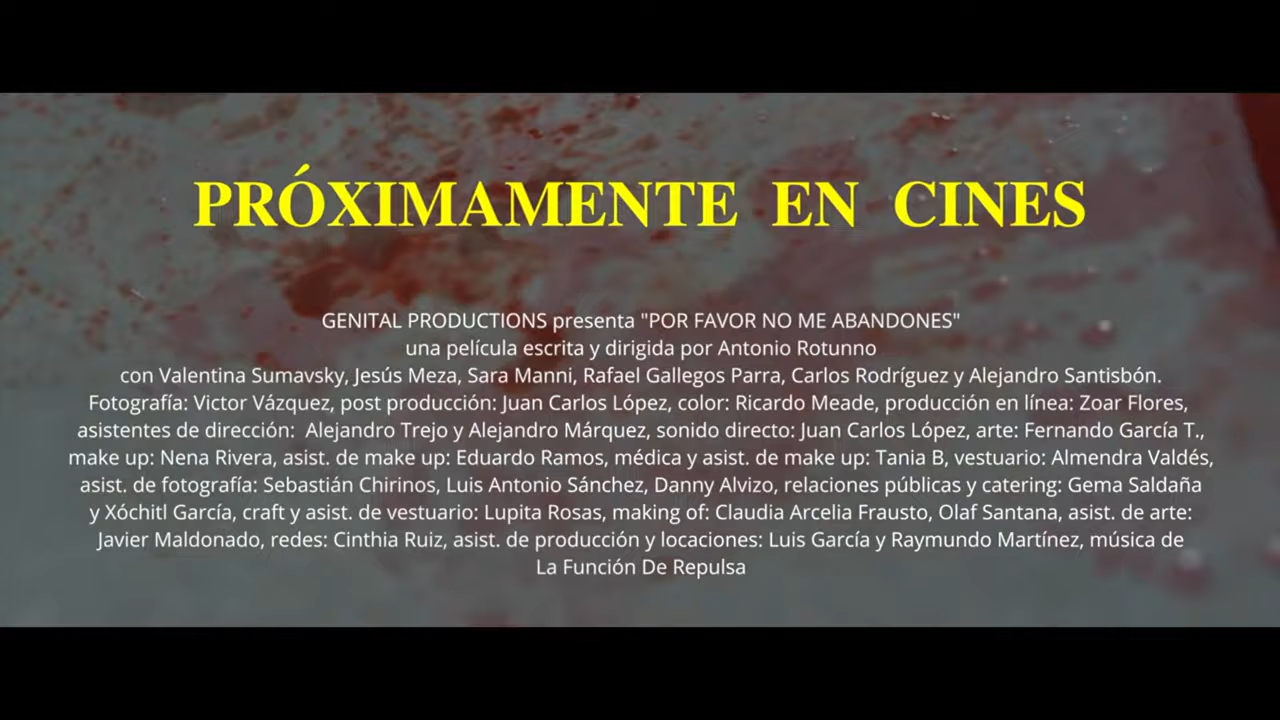 PRÓXIMAMENTE EN CINES
GENITAL PRODUCTIONS presenta "POR FAVOR NO ME ABANDONES"
una película escrita y dirigida por Antonio Rotunno
con Valentina Sumavsky, Jesús Meza, Sara Manni, Rafael Gallegos Parra, Carlos Rodríguez y Alejandro Santisbón.
Fotografía: Victor Vázquez, post producción: Juan Carlos López, color: Ricardo Meade, producción en línea: Zoar Flores,
asistentes de dirección: Alejandro Trejo y Alejandro Márquez, sonido directo: Juan Carlos López, arte: Fernando García T.,
make up: Nena Rivera, asist. de make up: Eduardo Ramos, médica y asist. de make up: Tania B, vestuario: Almendra Valdés,
asist. de fotografía: Sebastián Chirinos, Luis Antonio Sánchez, Danny Alvizo, relaciones públicas y catering: Gema Saldaña
y Xóchitl García, craft y asist. de vestuario: Lupita Rosas, making of: Claudia Arcelia Frausto, Olaf Santana, asist. de arte:
Javier Maldonado, redes: Cinthia Ruiz, asist. de producción y locaciones: Luis García y Raymundo Martínez, música de
La Función De Repulsa